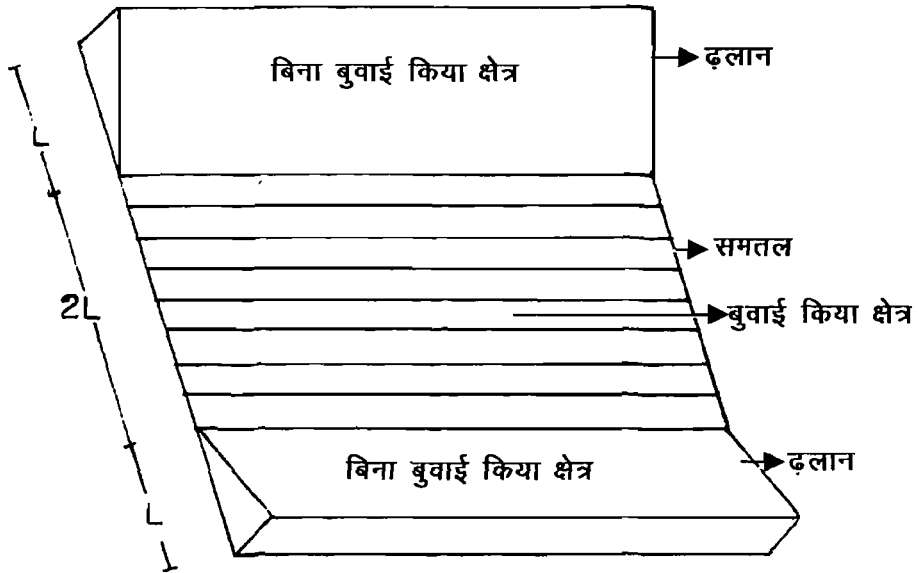 बिना बुवाई किया क्षेत्र
ढ़लान
L
समतल
2L
बुवाई किया क्षेत्र
बिना बुवाई किया क्षेत्र
ढ़लान
L